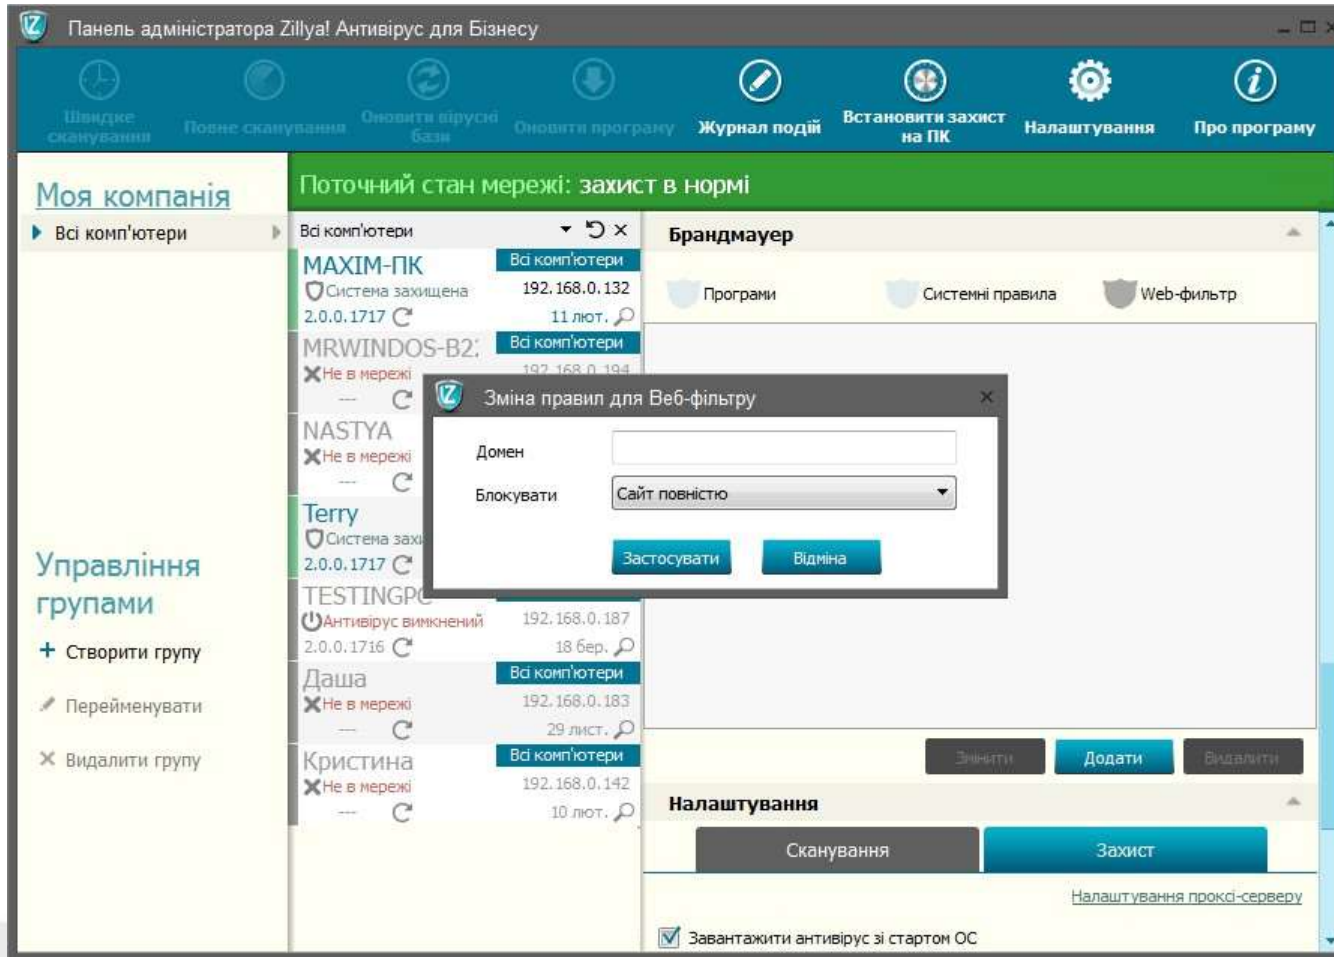 Панель адміністратора Zillya! Антивірус для Бізнесу
Швидке сканування
Повне сканування
Оновити вірусні бази
Оновити програму
Журнал подій
Встановити захист на ПК
Налаштування
Про програму
Моя компанія
Всі комп'ютери
Управління групами
+ Створити групу
Перейменувати
Видалити групу
Поточний стан мережі: захист в нормі
Всі комп'ютери
MAXIM-ПК
Всі комп'ютери
Система захищена
192.168.0.132
2.0.0.1717
11 лют.
MRWINDOS-B2
Всі комп'ютери
Не в мережі
192.168.0.194
---
NASTYA
Не в мережі
---
Terry
Система захи
2.0.0.1717
TESTINGPC
Антивірус вимкнений
192.168.0.187
2.0.0.1716
18 бер.
Даша
Всі комп'ютери
Не в мережі
192.168.0.183
---
29 лист.
Кристина
Всі комп'ютери
Не в мережі
192.168.0.142
---
10 лют.
Брандмауер
Програми
Системні правила
Web-фильтр
Зміна правил для Веб-фільтру
Домен
Блокувати
Сайт повністю
Застосувати
Відміна
Змінити
Додати
Видалити
Налаштування
Сканування
Захист
Налаштування проксі-серверу
Завантажити антивірус зі стартом ОС